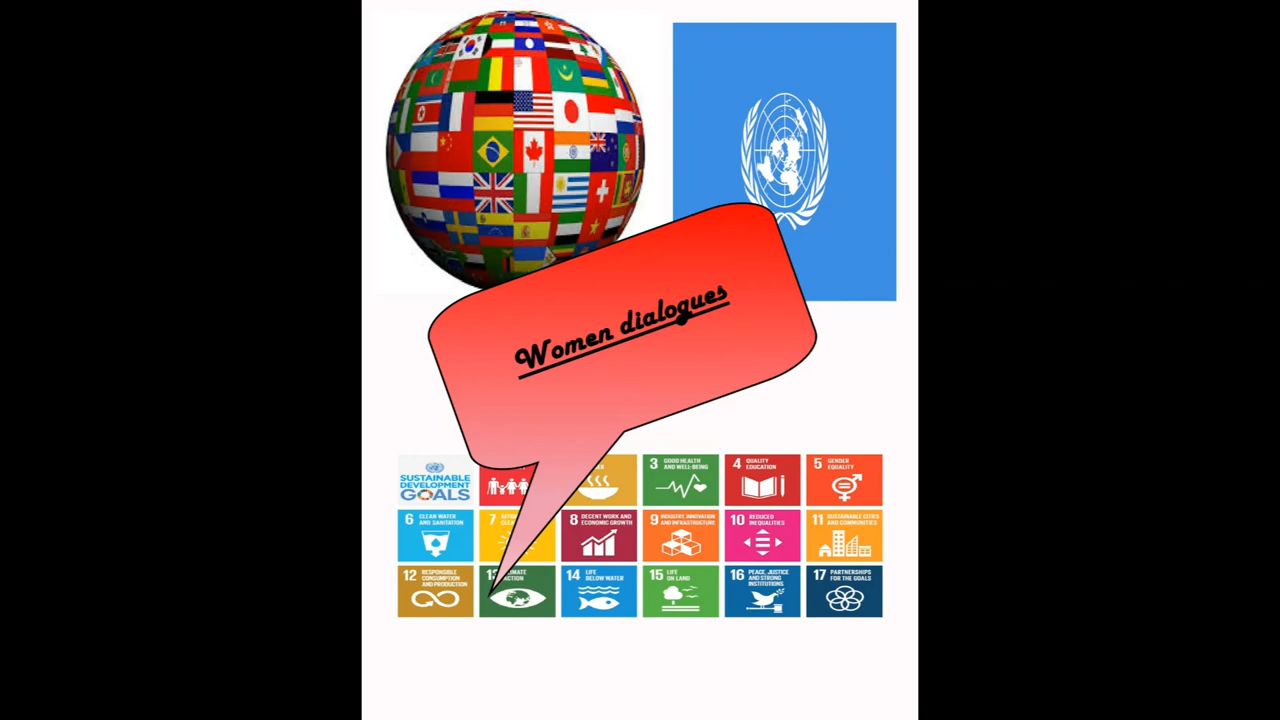 Women dialogues
SUSTAINABLE
DEVELOPMENT
GOALS
3 GOOD HEALTH
AND WELL-BEING
4 QUALITY
EDUCATION
5 GENDER
EQUALITY
6 CLEAN WATER
AND SANITATION
7
8 DECENT WORK AND
ECONOMIC GROWTH
9 INDUSTRY, INNOVATION
AND INFRASTRUCTURE
10 REDUCED
INEQUALITIES
11 SUSTAINABLE CITIES
AND COMMUNITIES
12 RESPONSIBLE
CONSUMPTION
AND PRODUCTION
13
ACTION
14 LIFE
BELOW WATER
15 LIFE
ON LAND
16 PEACE, JUSTICE
AND STRONG
INSTITUTIONS
17 PARTNERSHIPS
FOR THE GOALS